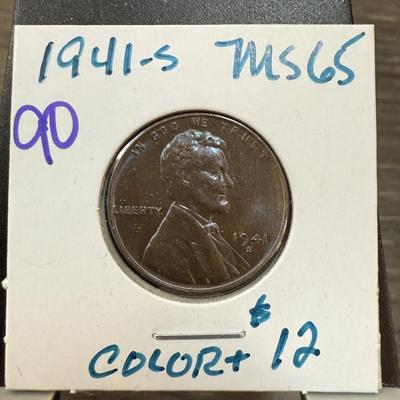 1941-S MS65
90
IN GOD WE TRUST
LIBERTY
1941
S
COLOR+ $12